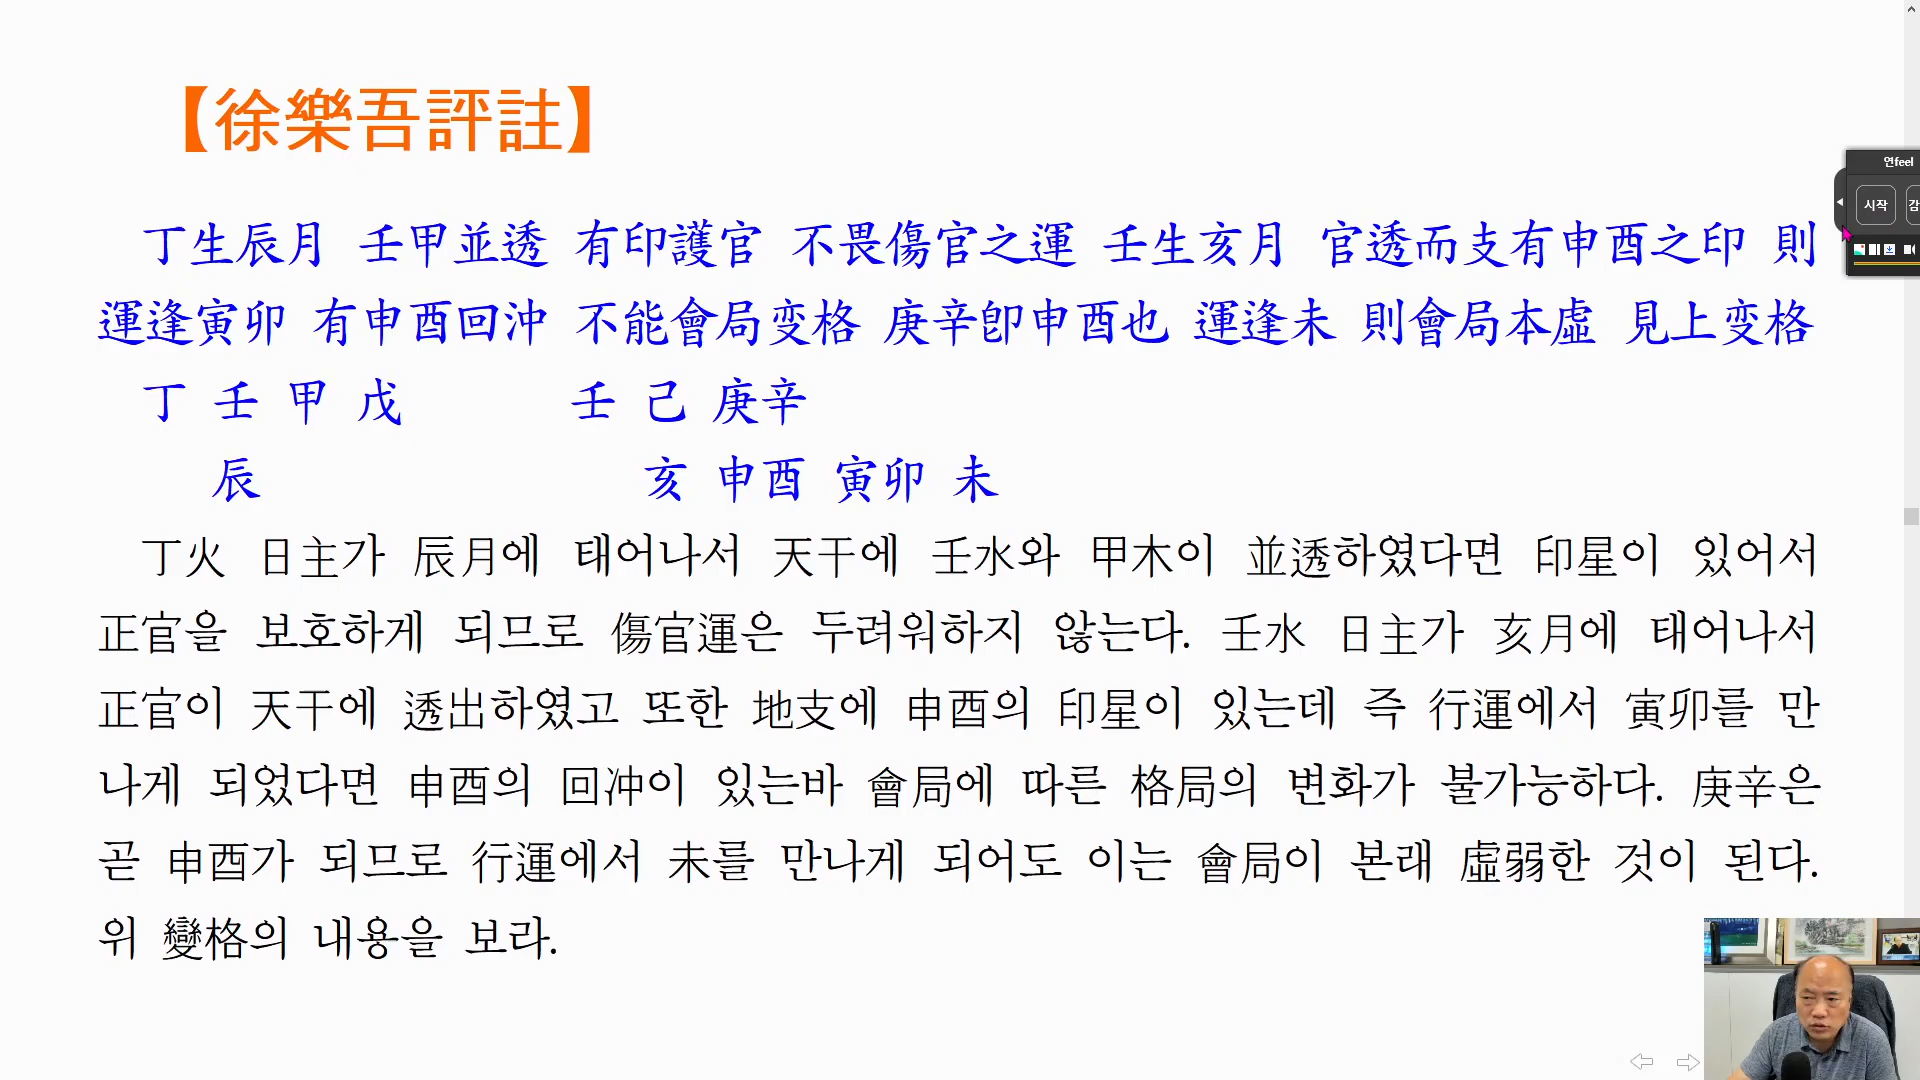 【徐樂吾評註】
연feel
시작
감
丁生辰月 壬甲並透 有印護官 不畏傷官之運 壬生亥月 官透而支有申酉之印 則
運逢寅卯 有申酉回沖 不能會局变格 庚辛卽申酉也 運逢未 則會局本虛 見上变格
丁 壬 甲 戊 壬 己 庚辛
辰 亥 申酉 寅卯 未
丁火 日主가 辰月에 태어나서 天干에 壬水와 甲木이 並透하였다면 印星이 있어서
正官을 보호하게 되므로 傷官運은 두려워하지 않는다. 壬水 日主가 亥月에 태어나서
正官이 天干에 透出하였고 또한 地支에 申酉의 印星이 있는데 즉 行運에서 寅卯를 만
나게 되었다면 申酉의 回冲이 있는바 會局에 따른 格局의 변화가 불가능하다. 庚辛은
곧 申酉가 되므로 行運에서 未를 만나게 되어도 이는 會局이 본래 虛弱한 것이 된다.
위 變格의 내용을 보라.